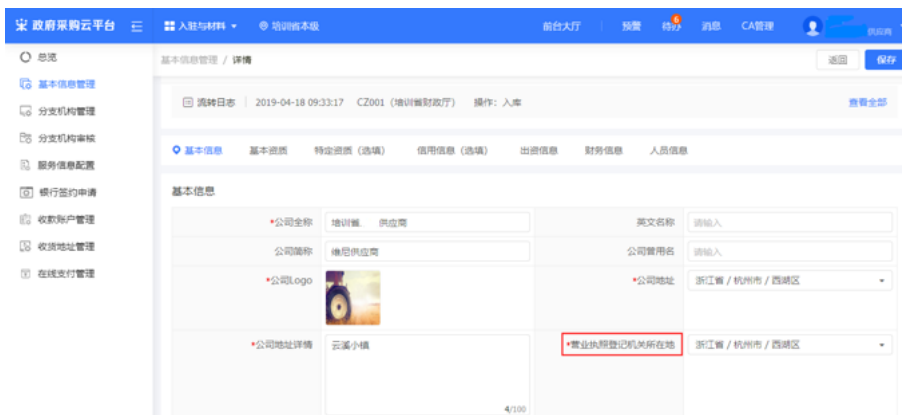 政府采购云平台 入驻与材料 培训省本级 前台大厅 预警 待办 6 消息 CA管理 供应商
总览 基本信息管理 / 详情 返回 保存
基本信息管理
分支机构管理 流转日志 2019-04-18 09:33:17 CZ001（培训省财政厅） 操作：入库 查看全部
分支机构审核
服务信息配置 基本信息 基本资质 特定资质（选填） 信用信息（选填） 出资信息 财务信息 人员信息
银行签约申请 基本信息
收款账户管理 *公司全称 培训省 供应商 英文名称 请输入
收货地址管理 公司简称 维尼供应商 公司曾用名 请输入
在线支付管理 *公司Logo *公司地址 浙江省 / 杭州市 / 西湖区
*公司地址详情 云溪小镇 *营业执照登记机关所在地 浙江省 / 杭州市 / 西湖区
4/100